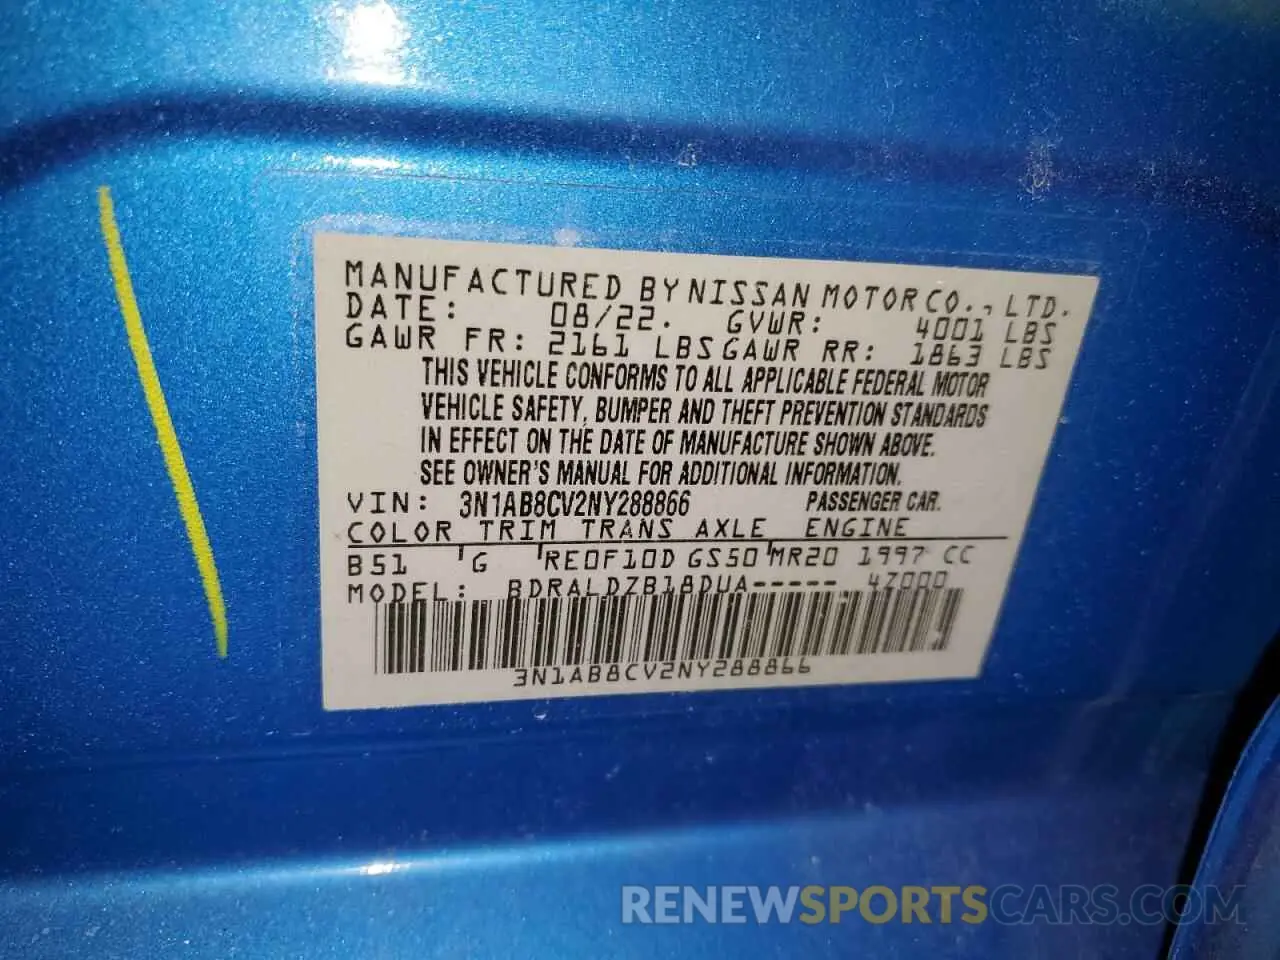 MANUFACTURED BY NISSAN MOTOR CO., LTD.
DATE: 08/22. GVWR: 4001 LBS
GAWR FR: 2161 LBS GAWR RR: 1863 LBS
THIS VEHICLE CONFORMS TO ALL APPLICABLE FEDERAL MOTOR
VEHICLE SAFETY, BUMPER AND THEFT PREVENTION STANDARDS
IN EFFECT ON THE DATE OF MANUFACTURE SHOWN ABOVE.
SEE OWNER'S MANUAL FOR ADDITIONAL INFORMATION.
VIN: 3N1AB8CV2NY288866 PASSENGER CAR.
COLOR TRIM TRANS AXLE ENGINE
B51 G RE0F10D GS50 MR20 1997 CC
MODEL: BDRALDZB18DUA----- 4Z000
3N1AB8CV2NY288866
RENEWSPORTSCARS.COM